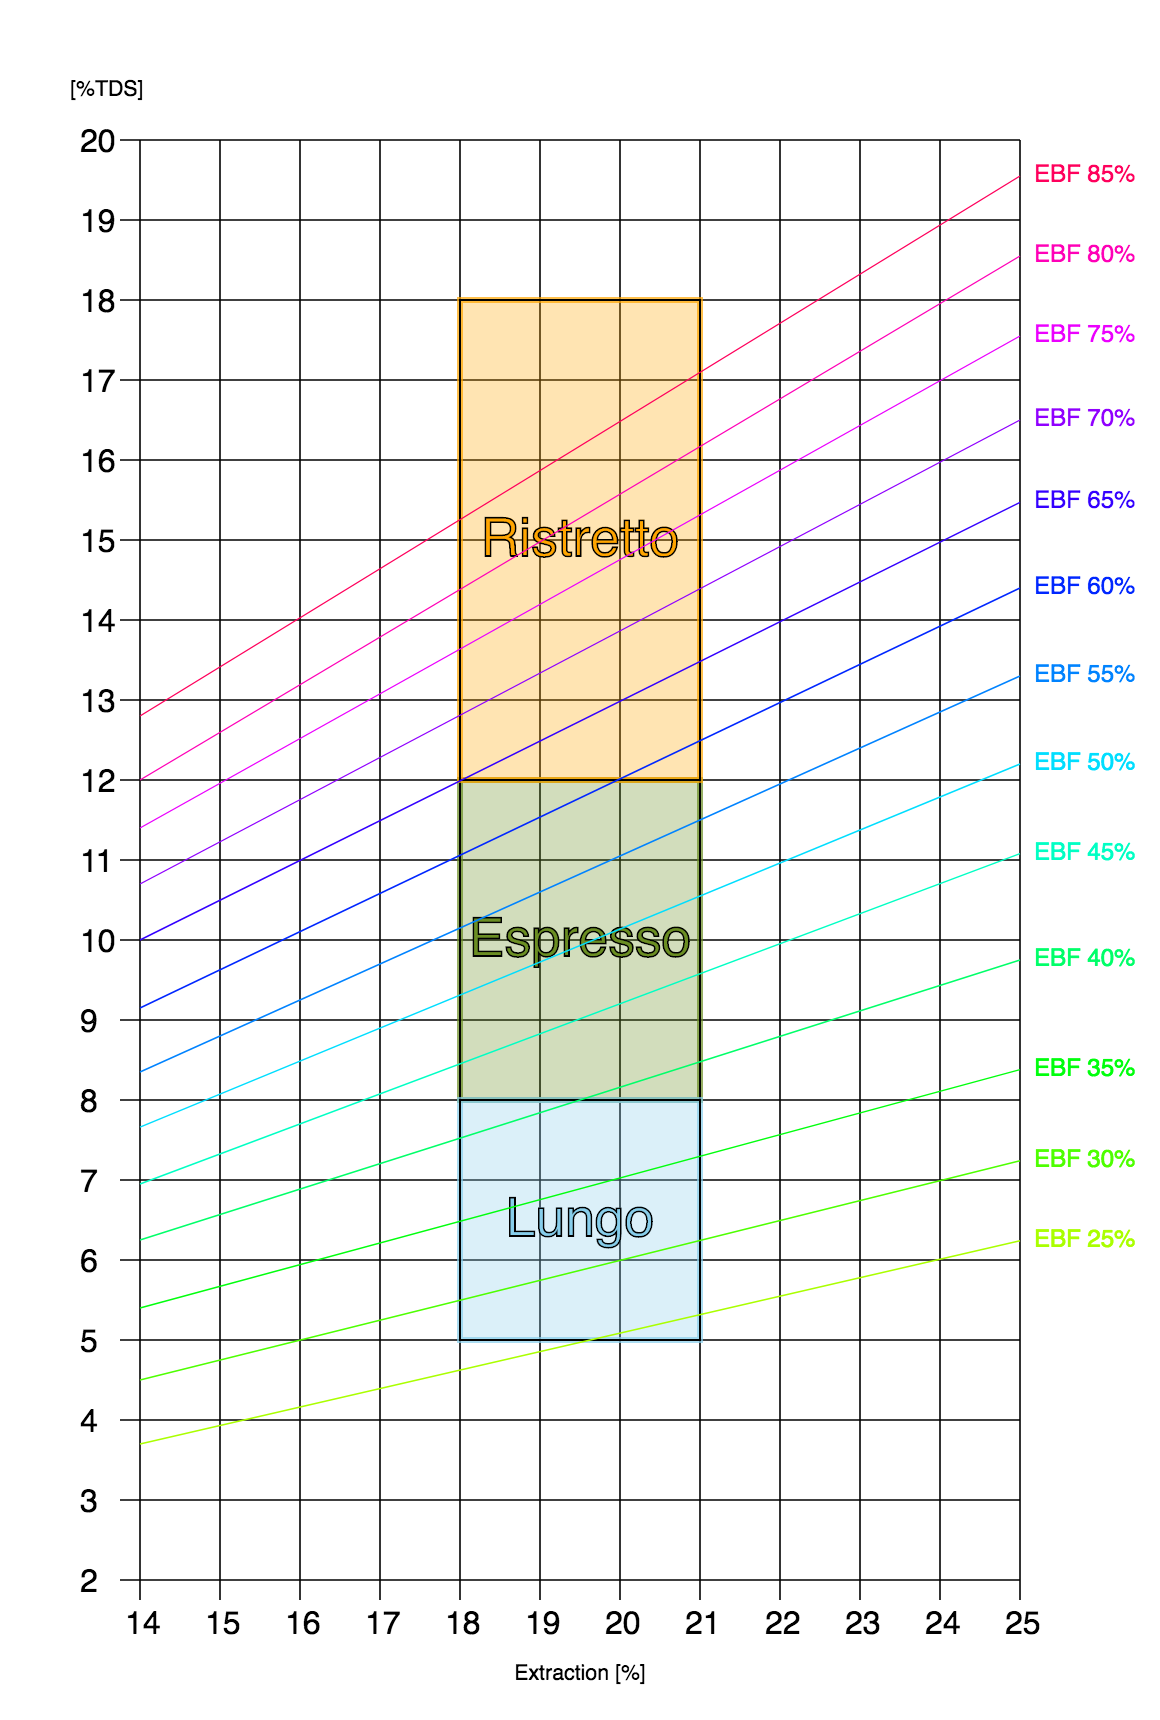 [%TDS]
20
EBF 85%
19
EBF 80%
18
EBF 75%
17
EBF 70%
16
EBF 65%
Ristretto
15
EBF 60%
14
EBF 55%
13
EBF 50%
12
EBF 45%
11
Espresso
10
EBF 40%
9
EBF 35%
8
EBF 30%
7
Lungo
EBF 25%
6
5
4
3
2
14 15 16 17 18 19 20 21 22 23 24 25
Extraction [%]